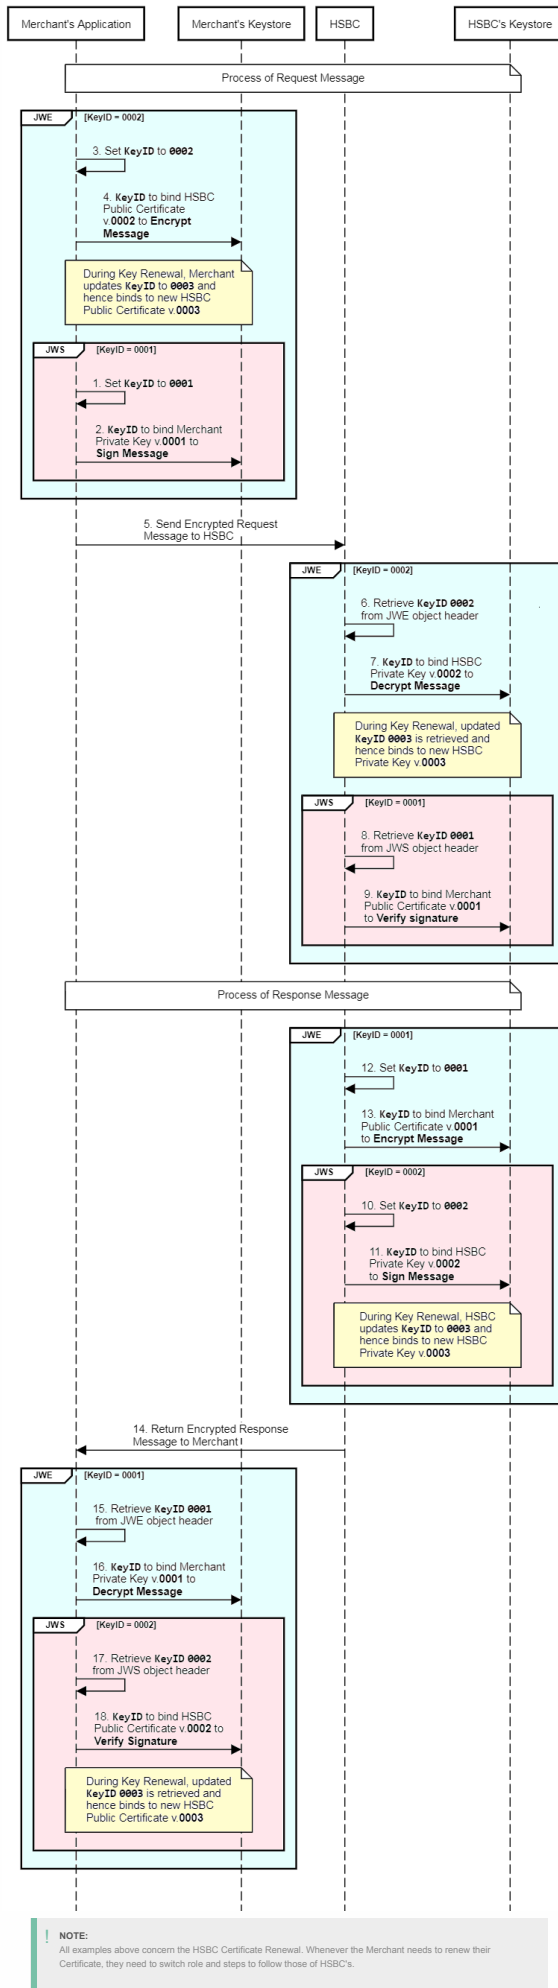 Merchant's Application
Merchant's Keystore
HSBC
HSBC's Keystore
Process of Request Message
JWE
[KeyID = 0002]
3. Set KeyID to 0002
4. KeyID to bind HSBC
Public Certificate
v.0002 to Encrypt
Message
During Key Renewal, Merchant
updates KeyID to 0003 and
hence binds to new HSBC
Public Certificate v.0003
JWS
[KeyID = 0001]
1. Set KeyID to 0001
2. KeyID to bind Merchant
Private Key v.0001 to
Sign Message
5. Send Encrypted Request
Message to HSBC
JWE
[KeyID = 0002]
6. Retrieve KeyID 0002
from JWE object header
7. KeyID to bind HSBC
Private Key v.0002 to
Decrypt Message
During Key Renewal, updated
KeyID 0003 is retrieved and
hence binds to new HSBC
Private Key v.0003
JWS
[KeyID = 0001]
8. Retrieve KeyID 0001
from JWS object header
9. KeyID to bind Merchant
Public Certificate v.0001
to Verify signature
Process of Response Message
JWE
[KeyID = 0001]
12. Set KeyID to 0001
13. KeyID to bind Merchant
Public Certificate v.0001
to Encrypt Message
JWS
[KeyID = 0002]
10. Set KeyID to 0002
11. KeyID to bind HSBC
Private Key v.0002
to Sign Message
During Key Renewal, HSBC
updates KeyID to 0003 and
hence binds to new HSBC
Private Key v.0003
14. Return Encrypted Response
Message to Merchant
JWE
[KeyID = 0001]
15. Retrieve KeyID 0001
from JWE object header
16. KeyID to bind Merchant
Private Key v.0001 to
Decrypt Message
JWS
[KeyID = 0002]
17. Retrieve KeyID 0002
from JWS object header
18. KeyID to bind HSBC
Public Certificate v.0002 to
Verify Signature
During Key Renewal, updated
KeyID 0003 is retrieved and
hence binds to new HSBC
Public Certificate v.0003
! NOTE:
All examples above concern the HSBC Certificate Renewal. Whenever the Merchant needs to renew their
Certificate, they need to switch role and steps to follow those of HSBC's.